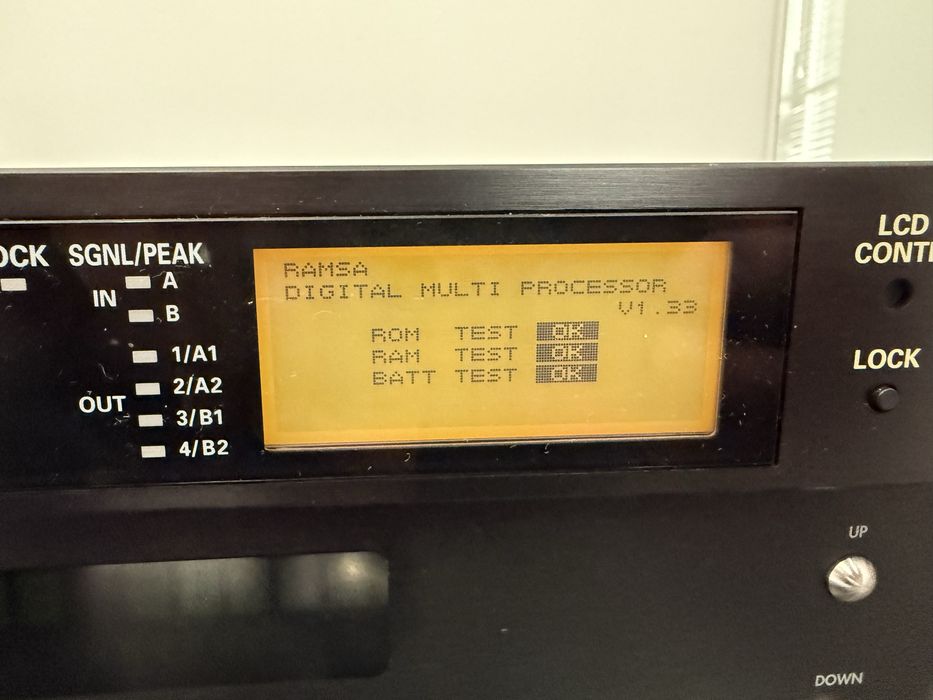 OCK
SGNL/PEAK
IN
A
B
OUT
1/A1
2/A2
3/B1
4/B2
RAMSA
DIGITAL MULTI PROCESSOR
V1.33
ROM TEST OK
RAM TEST OK
BATT TEST OK
LCD
CONT
LOCK
UP
DOWN